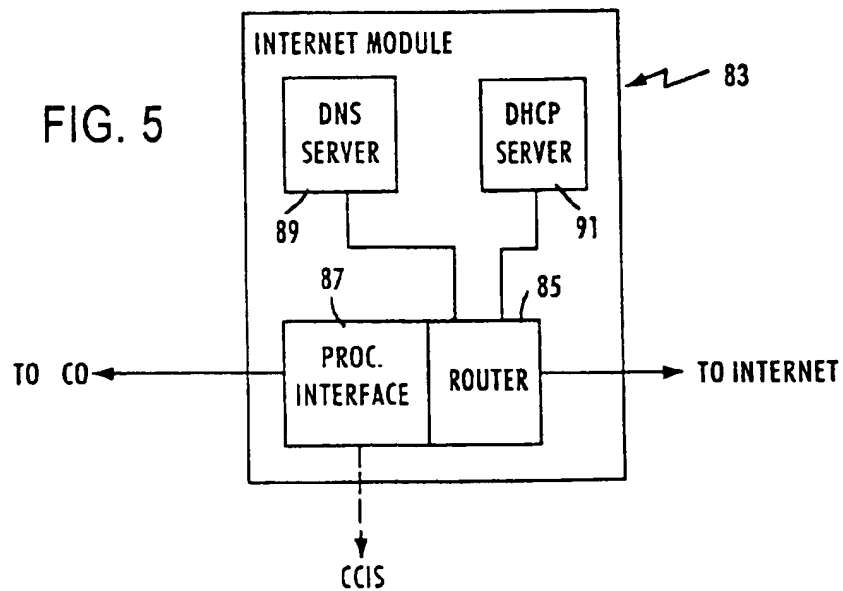 INTERNET MODULE
83
FIG. 5
DNS
SERVER
DHCP
SERVER
89
91
87
85
TO CO
PROC.
INTERFACE
ROUTER
TO INTERNET
CCIS